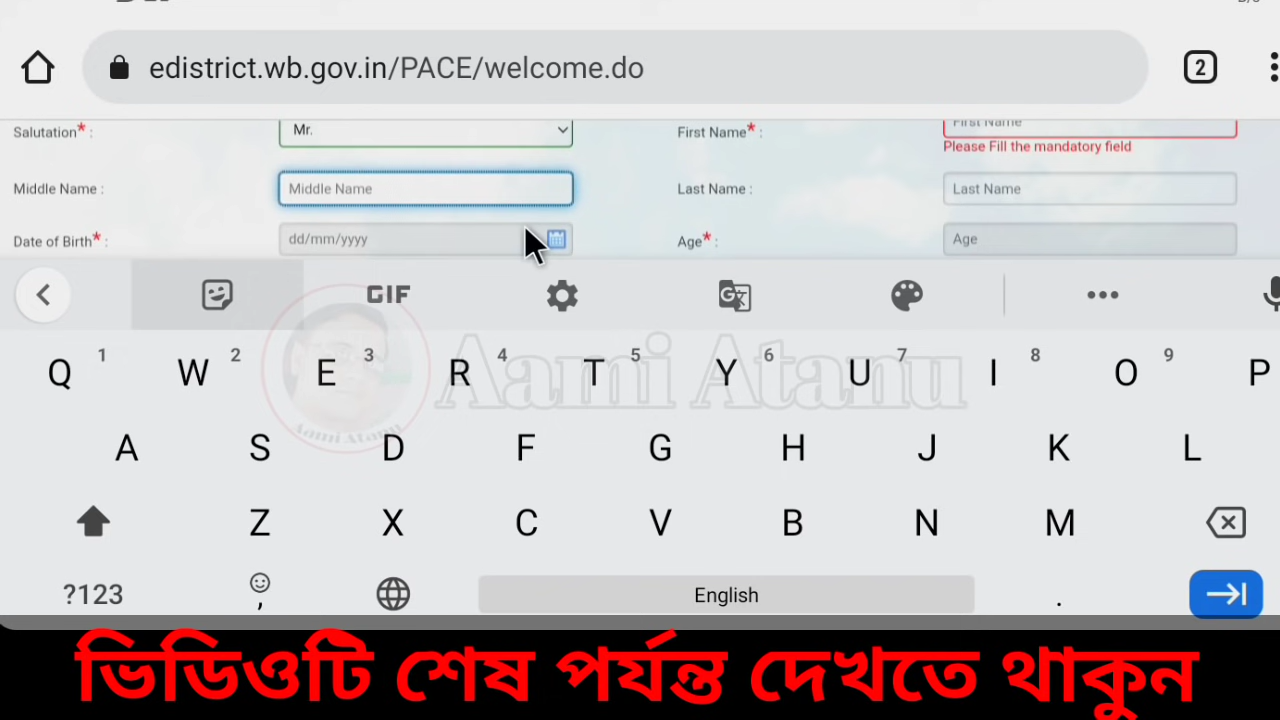 edistrict.wb.gov.in/PACE/welcome.do 2
Salutation* : Mr. First Name* : First Name
Please Fill the mandatory field
Middle Name : Middle Name Last Name : Last Name
Date of Birth* : dd/mm/yyyy Age* : Age
GIF
Q 1 W 2 E 3 R 4 T 5 Y 6 U 7 I 8 O 9 P
Aami Atanu
Aami Atanu
A S D F G H J K L
Z X C V B N M
?123 , English .
ভিডিওটি শেষ পর্যন্ত দেখতে থাকুন